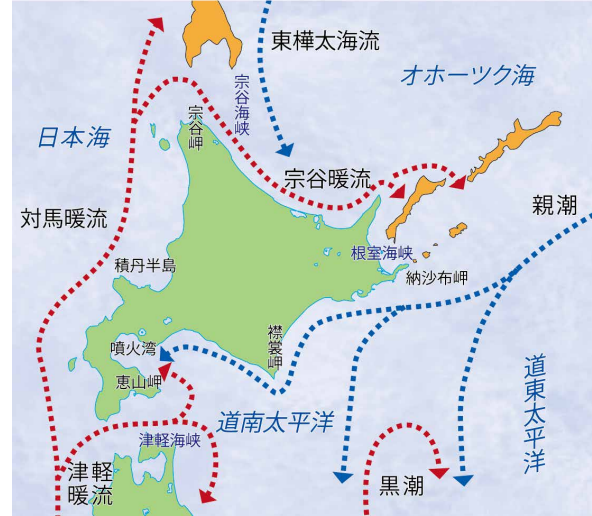 東樺太海流
オホーツク海
宗谷海峡
宗谷岬
日本海
宗谷暖流
対馬暖流
親潮
根室海峡
積丹半島
納沙布岬
襟裳岬
噴火湾
恵山岬
道東太平洋
道南太平洋
津軽海峡
津軽
暖流
黒潮